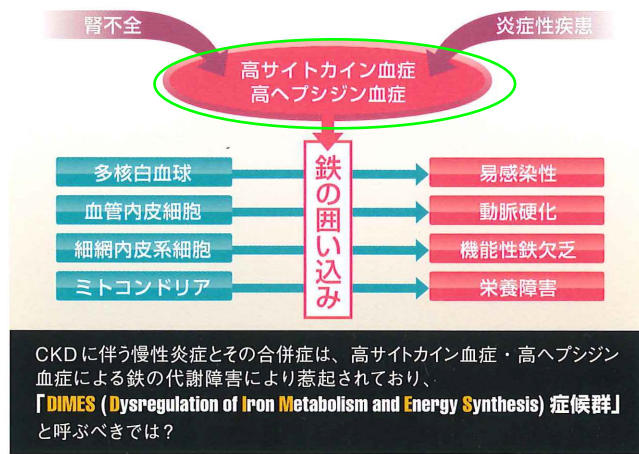 腎不全
炎症性疾患
高サイトカイン血症
高ヘプシジン血症
鉄の囲い込み
多核白血球
易感染性
血管内皮細胞
動脈硬化
細網内皮系細胞
機能性鉄欠乏
ミトコンドリア
栄養障害
CKDに伴う慢性炎症とその合併症は、高サイトカイン血症・高ヘプシジン
血症による鉄の代謝障害により惹起されており、
「DIMES (Dysregulation of Iron Metabolism and Energy Synthesis) 症候群」
と呼ぶべきでは？